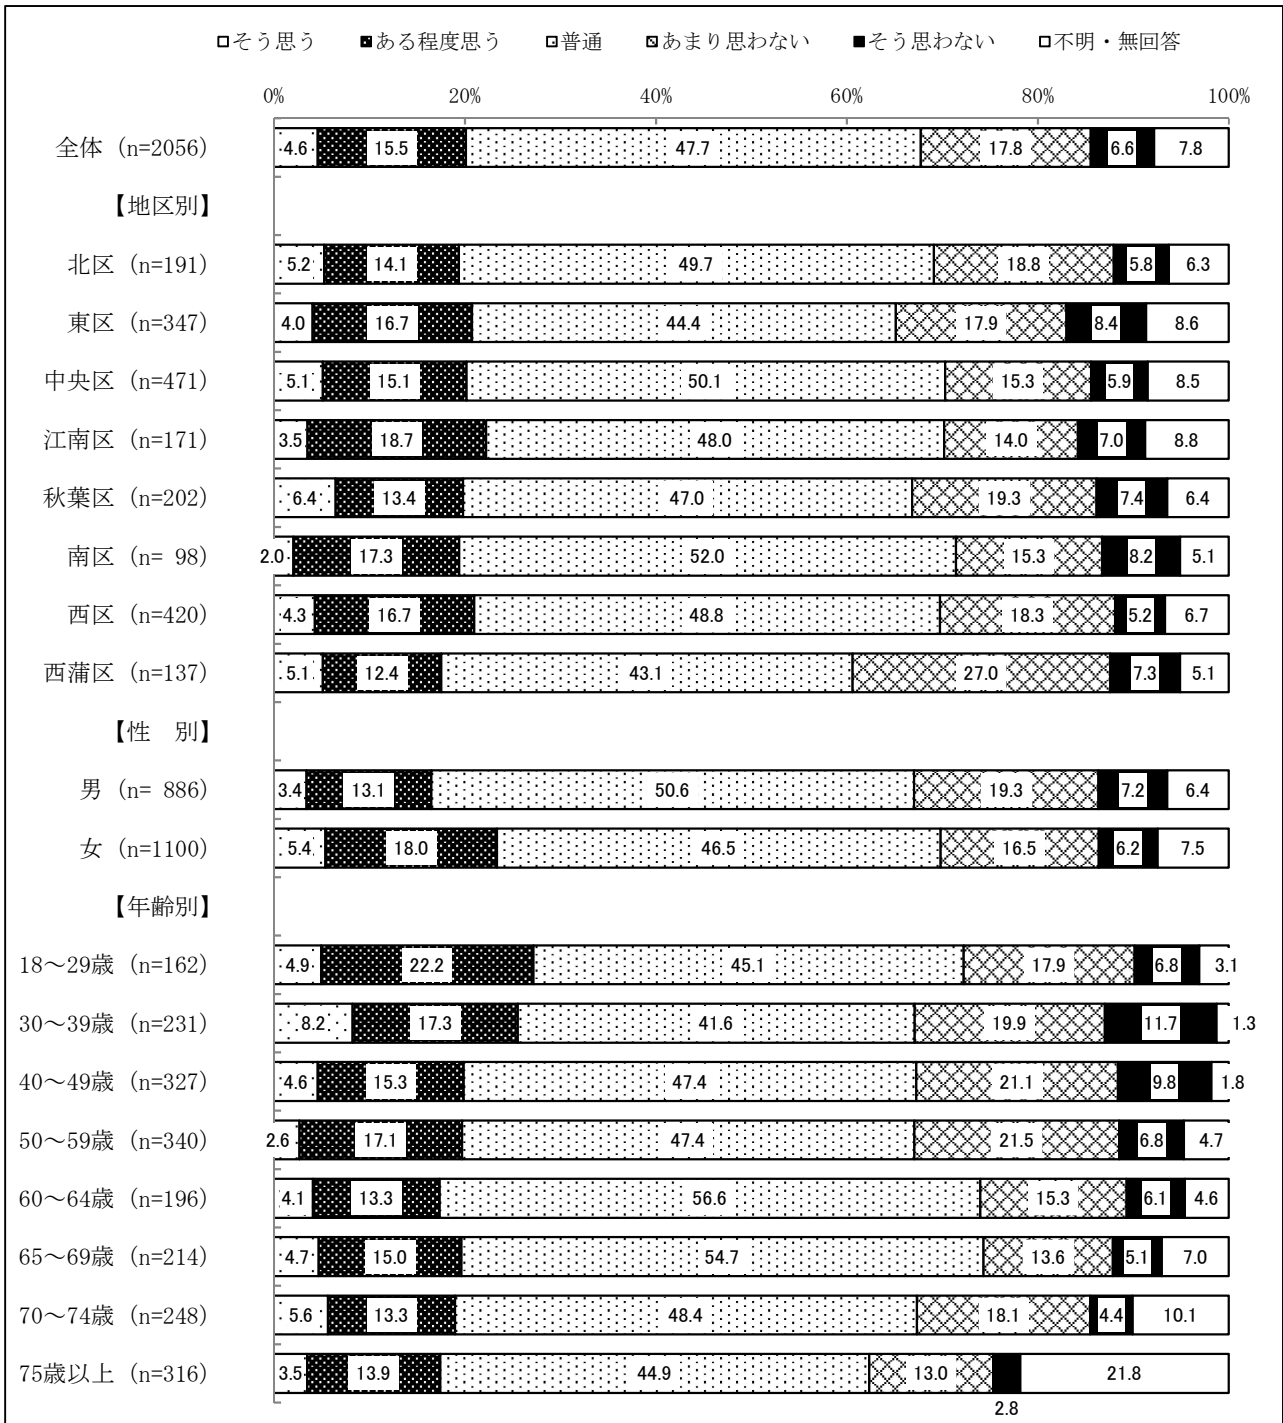 □そう思う ■ある程度思う □普通 □あまり思わない ■そう思わない □不明・無回答
0% 20% 40% 60% 80% 100%
全体 (n=2056) 4.6 15.5 47.7 17.8 6.6 7.8
【地区別】
北区 (n=191) 5.2 14.1 49.7 18.8 5.8 6.3
東区 (n=347) 4.0 16.7 44.4 17.9 8.4 8.6
中央区 (n=471) 5.1 15.1 50.1 15.3 5.9 8.5
江南区 (n=171) 3.5 18.7 48.0 14.0 7.0 8.8
秋葉区 (n=202) 6.4 13.4 47.0 19.3 7.4 6.4
南区 (n= 98) 2.0 17.3 52.0 15.3 8.2 5.1
西区 (n=420) 4.3 16.7 48.8 18.3 5.2 6.7
西蒲区 (n=137) 5.1 12.4 43.1 27.0 7.3 5.1
【性　別】
男 (n= 886) 3.4 13.1 50.6 19.3 7.2 6.4
女 (n=1100) 5.4 18.0 46.5 16.5 6.2 7.5
【年齢別】
18～29歳 (n=162) 4.9 22.2 45.1 17.9 6.8 3.1
30～39歳 (n=231) 8.2 17.3 41.6 19.9 11.7 1.3
40～49歳 (n=327) 4.6 15.3 47.4 21.1 9.8 1.8
50～59歳 (n=340) 2.6 17.1 47.4 21.5 6.8 4.7
60～64歳 (n=196) 4.1 13.3 56.6 15.3 6.1 4.6
65～69歳 (n=214) 4.7 15.0 54.7 13.6 5.1 7.0
70～74歳 (n=248) 5.6 13.3 48.4 18.1 4.4 10.1
75歳以上 (n=316) 3.5 13.9 44.9 13.0 21.8
2.8